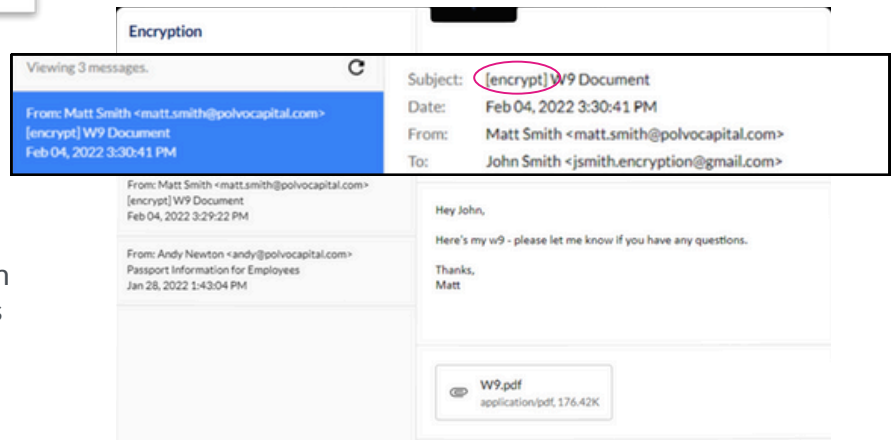 Encryption
Viewing 3 messages.
From: Matt Smith <matt.smith@polvocapital.com>
[encrypt] W9 Document
Feb 04, 2022 3:30:41 PM
Subject: [encrypt] W9 Document
Date: Feb 04, 2022 3:30:41 PM
From: Matt Smith <matt.smith@polvocapital.com>
To: John Smith <jsmith.encryption@gmail.com>
From: Matt Smith <matt.smith@polvocapital.com>
[encrypt] W9 Document
Feb 04, 2022 3:29:22 PM
From: Andy Newton <andy@polvocapital.com>
Passport Information for Employees
Jan 28, 2022 1:43:04 PM
Hey John,
Here's my w9 - please let me know if you have any questions.
Thanks,
Matt
W9.pdf
application/pdf, 176.42K